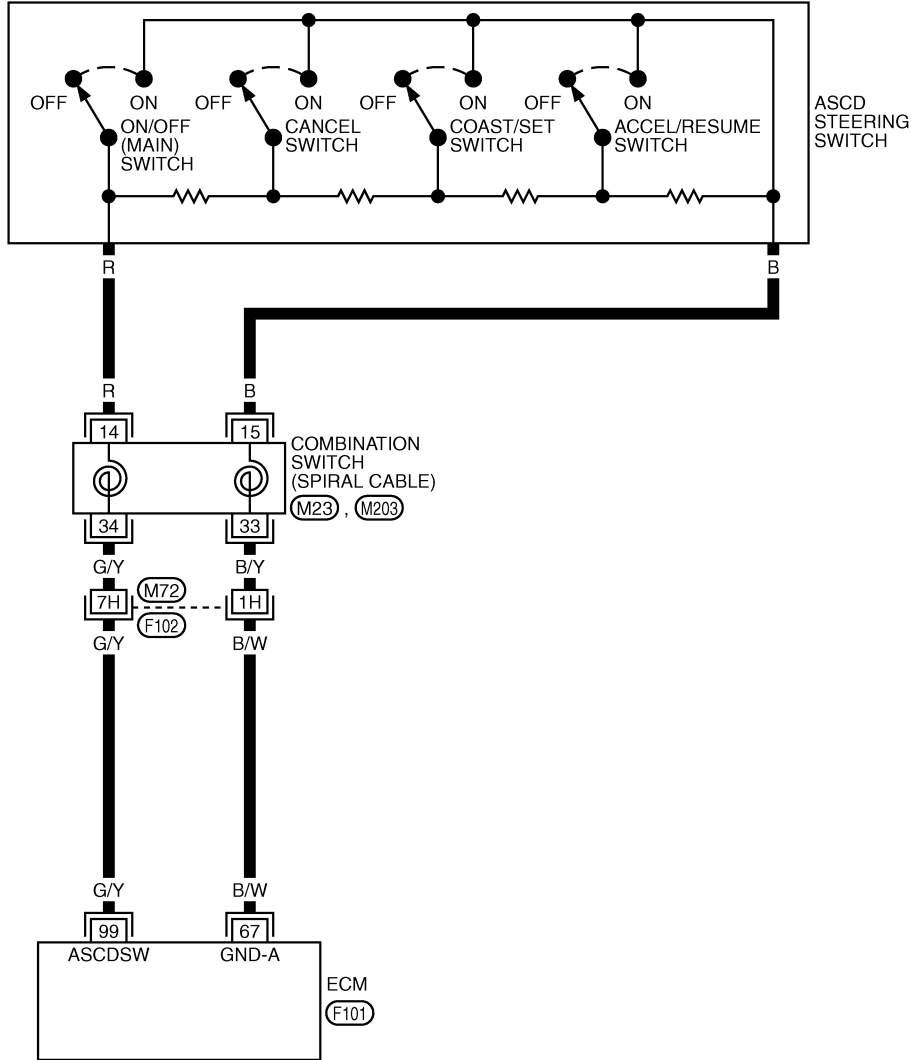 OFF
ON
OFF
ON
OFF
ON
OFF
ON
ON/OFF
(MAIN)
SWITCH
CANCEL
SWITCH
COAST/SET
SWITCH
ACCEL/RESUME
SWITCH
ASCD
STEERING
SWITCH
R
B
R
B
14
15
COMBINATION
SWITCH
(SPIRAL CABLE)
M23 , M203
34
33
G/Y
B/Y
7H
M72
1H
F102
G/Y
B/W
G/Y
B/W
99
67
ASCDSW
GND-A
ECM
F101